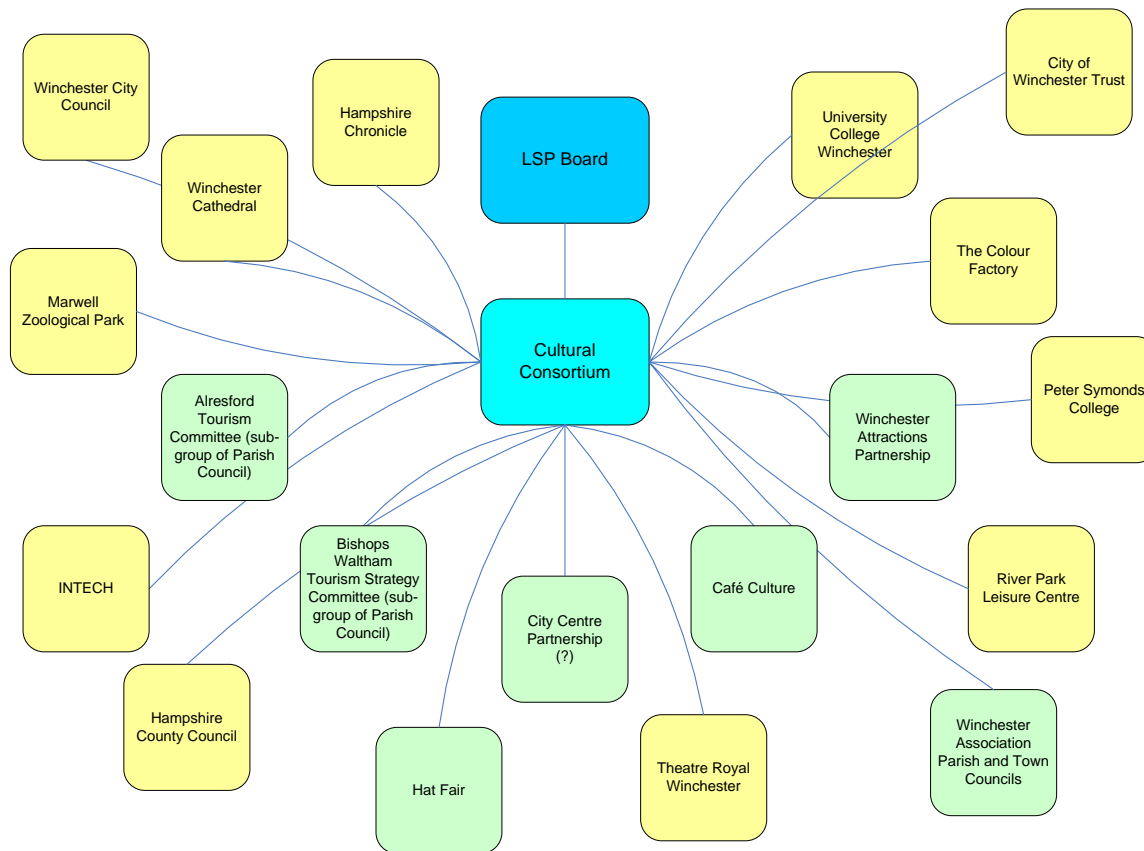 Winchester City
Council
Hampshire
Chronicle
LSP Board
University
College
Winchester
City of
Winchester Trust
Winchester
Cathedral
The Colour
Factory
Marwell
Zoological Park
Cultural
Consortium
Alresford
Tourism
Committee (sub-
group of Parish
Council)
Winchester
Attractions
Partnership
Peter Symonds
College
INTECH
Bishops
Waltham
Tourism Strategy
Committee (sub-
group of Parish
Council)
City Centre
Partnership
(?)
Café Culture
River Park
Leisure Centre
Hampshire
County Council
Hat Fair
Theatre Royal
Winchester
Winchester
Association
Parish and Town
Councils